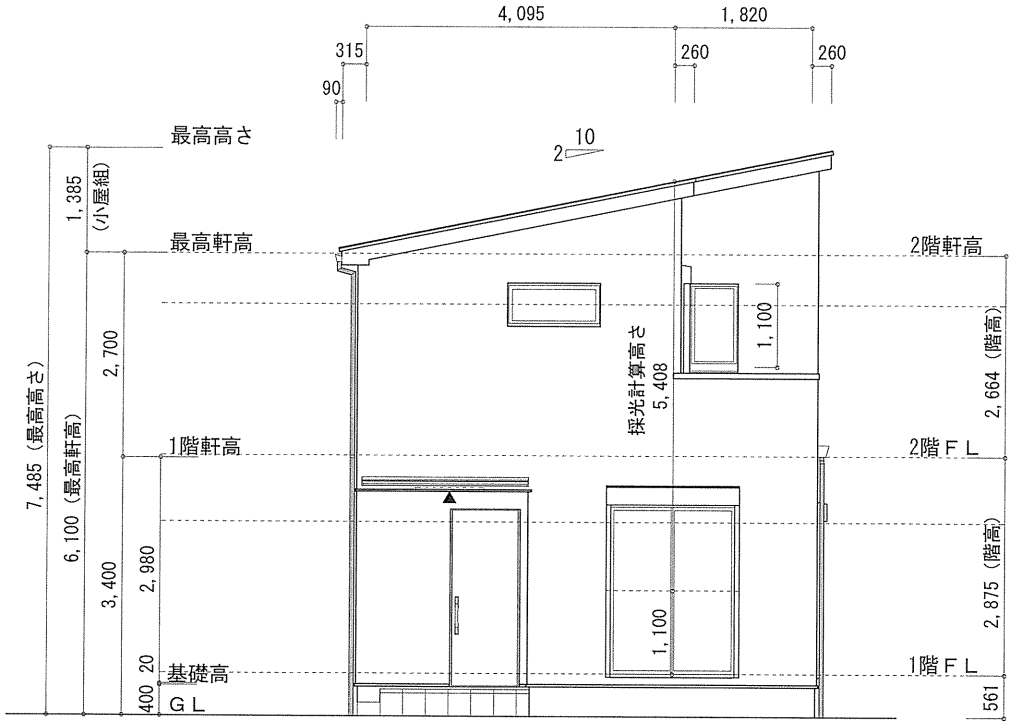 4,095
1,820
315
260
260
90
最高高さ
10
2
1,385
(小屋組)
最高軒高
2階軒高
1,100
採光計算高さ
5,408
2,700
2,664 (階高)
7,485 (最高高さ)
6,100 (最高軒高)
1階軒高
2階FL
3,400
2,980
2,875 (階高)
1,100
20
基礎高
1階FL
400
GL
561